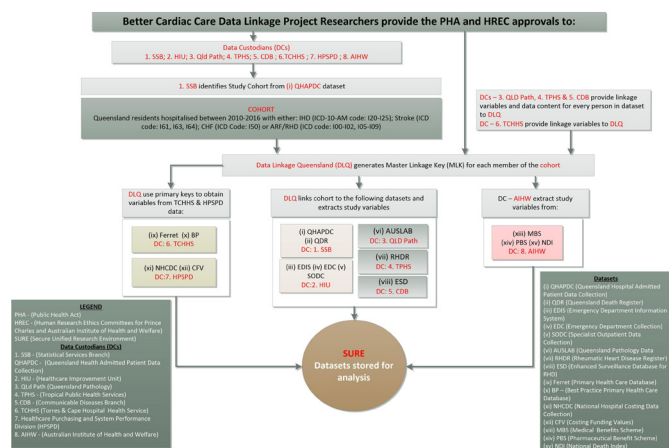 Better Cardiac Care Data Linkage Project Researchers provide the PHA and HREC approvals to:
Data Custodians (DCs)
1. SSB; 2. HIU; 3. Qld Path; 4. TPHS; 5. CDB ; 6.TCHHS ; 7. HPSPD; 8. AIHW
1. SSB identifies Study Cohort from (i) QHAPDC dataset
COHORT
Queensland residents hospitalised between 2010-2016 with either: IHD (ICD-10-AM code: I20-I25); Stroke (ICD
code: I61, I63, I64); CHF (ICD Code: I50) or ARF/RHD (ICD code: I00-I02, I05-I09)
DCs – 3. QLD Path, 4. TPHS & 5. CDB provide linkage
variables and data content for every person in dataset
to DLQ
DC – 6. TCHHS provide linkage variables to DLQ
Data Linkage Queensland (DLQ) generates Master Linkage Key (MLK) for each member of the cohort
DLQ use primary keys to obtain
variables from TCHHS & HPSPD
data:
(ix) Ferret (x) BP
DC: 6. TCHHS
(xi) NHCDC (xii) CFV
DC:7. HPSPD
DLQ links cohort to the following datasets and
extracts study variables
(i) QHAPDC
(ii) QDR
DC: 1. SSB
(iii) EDIS (iv) EDC (v)
SODC
DC:2. HIU
(vi) AUSLAB
DC: 3. QLD Path
(vii) RHDR
DC: 4. TPHS
(viii) ESD
DC: 5. CDB
DC – AIHW extract study
variables from:
(xiii) MBS
(xiv) PBS (xv) NDI
DC: 8. AIHW
SURE
Datasets stored for
analysis
LEGEND
PHA - (Public Health Act)
HREC - (Human Research Ethics Committees for Prince
Charles and Australian Institute of Health and Welfare)
SURE (Secure Unified Research Environment)
Data Custodians (DCs)
1. SSB - (Statistical Services Branch)
QHAPDC - (Queensland Health Admitted Patient Data
Collection)
2. HIU - (Healthcare Improvement Unit)
3. QLd Path (Queensland Pathology)
4. TPHS - (Tropical Public Health Services)
5.CDB - (Communicable Diseases Branch)
6. TCHHS - (Torres & Cape Hospital Health Service)
7. Healthcare Purchasing and System Performance
Division (HPSPD)
8. AIHW - (Australian Institute of Health and Welfare)
Datasets
(i) QHAPDC (Queensland Hospital Admitted
Patient Data Collection)
(ii) QDR (Queensland Death Register)
(iii) EDIS (Emergency Department Information
System)
(iv) EDC (Emergency Department Collection)
(v) SODC (Specialist Outpatient Data
Collection)
(vi) AUSLAB (Queensland Pathology Data)
(vii) RHDR (Rheumatic Heart Disease Register)
(viii) ESD (Enhanced Surveillance Database for
RHD)
(ix) Ferret (Primary Health Care Database)
(x) BP – (Best Practice Primary Health Care
Database)
(xi) NHCDC (National Hospital Costing Data
Collection)
(xii) CFV (Costing Funding Values)
(xiii) MBS (Medical Benefits Scheme)
(xiv) PBS (Pharmaceutical Benefit Scheme)
(xv) NDI (National Death Index)